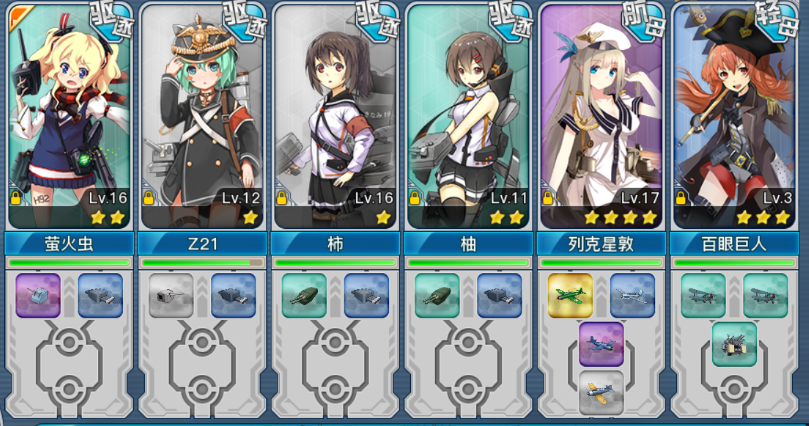 驱逐
驱逐
驱逐
驱逐
航母
轻母
H92
Lv.16
Lv.12
Lv.16
Lv.11
Lv.17
Lv.3
萤火虫
Z21
柿
柚
列克星敦
百眼巨人